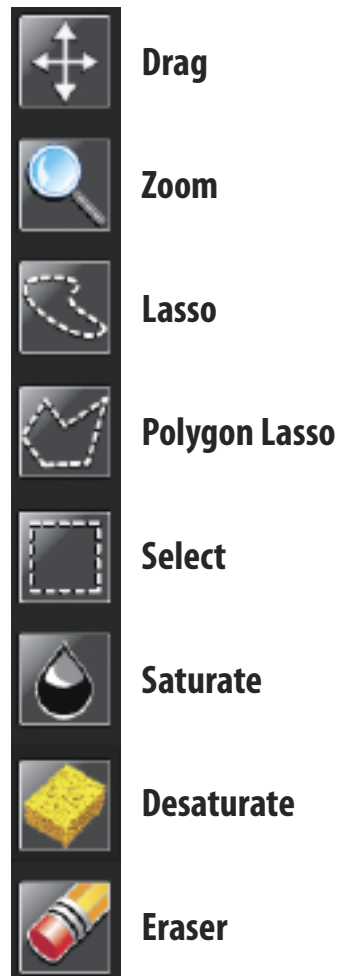 Drag
Zoom
Lasso
Polygon Lasso
Select
Saturate
Desaturate
Eraser